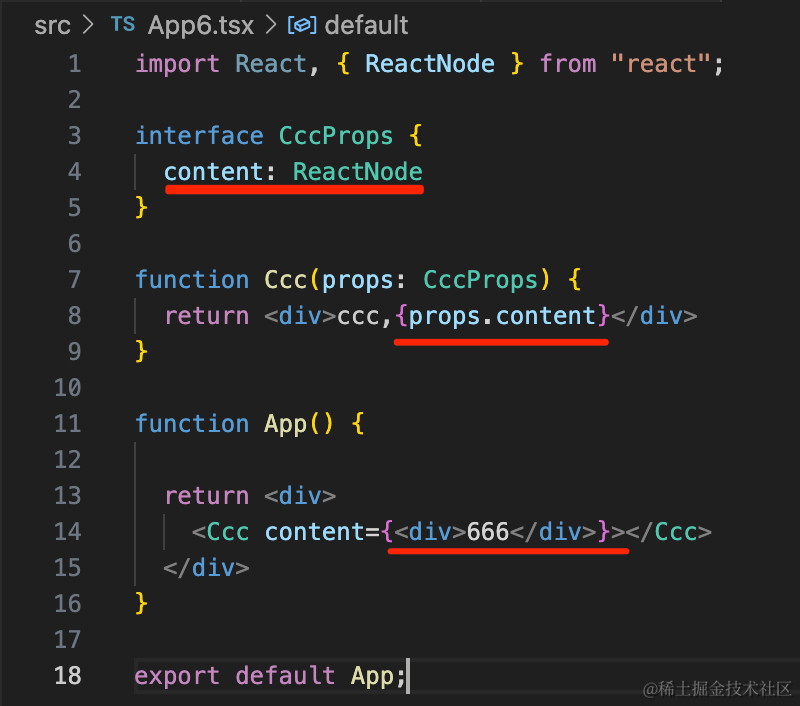 src > TS App6.tsx > default
1 import React, { ReactNode } from "react";
2
3 interface CccProps {
4 content: ReactNode
5 }
6
7 function Ccc(props: CccProps) {
8 return <div>ccc,{props.content}</div>
9 }
10
11 function App() {
12
13 return <div>
14 <Ccc content={<div>666</div>}></Ccc>
15 </div>
16 }
17
18 export default App;
@稀土掘金技术社区